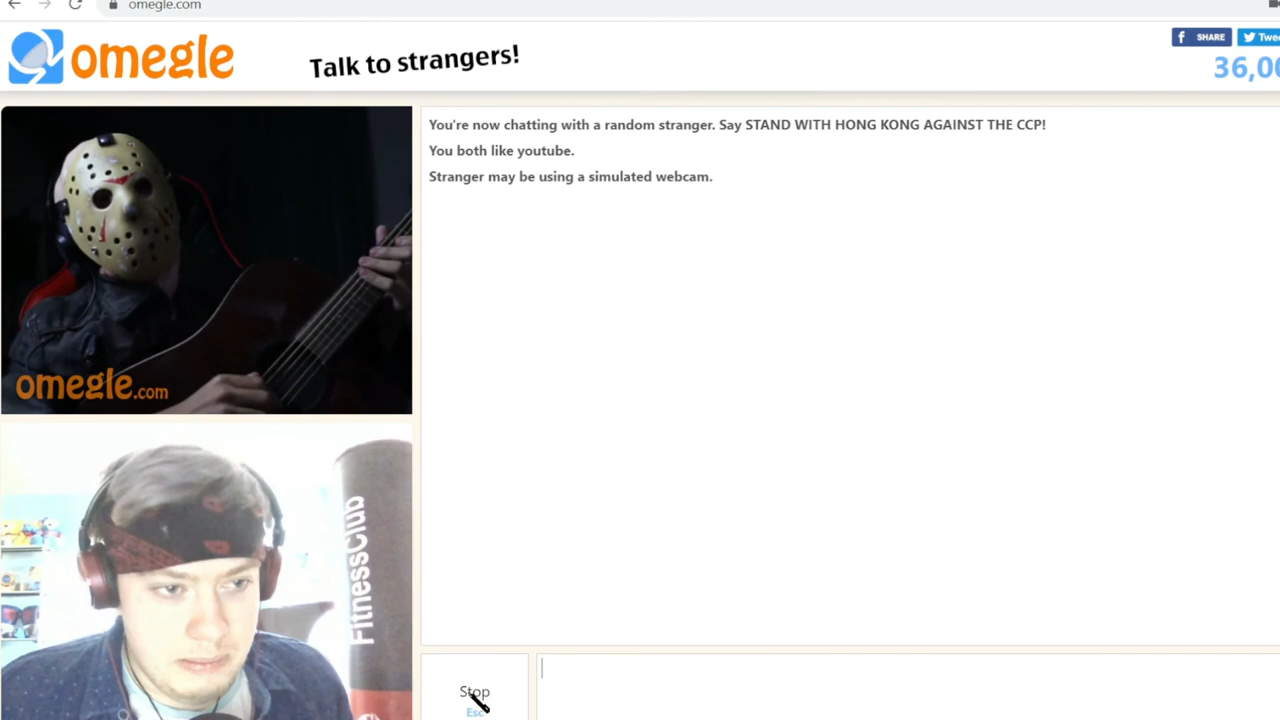 omegle.com
omegle
Talk to strangers!
SHARE
36,00
You're now chatting with a random stranger. Say STAND WITH HONG KONG AGAINST THE CCP!
You both like youtube.
Stranger may be using a simulated webcam.
omegle.com
FitnessClub
Stop
Esc